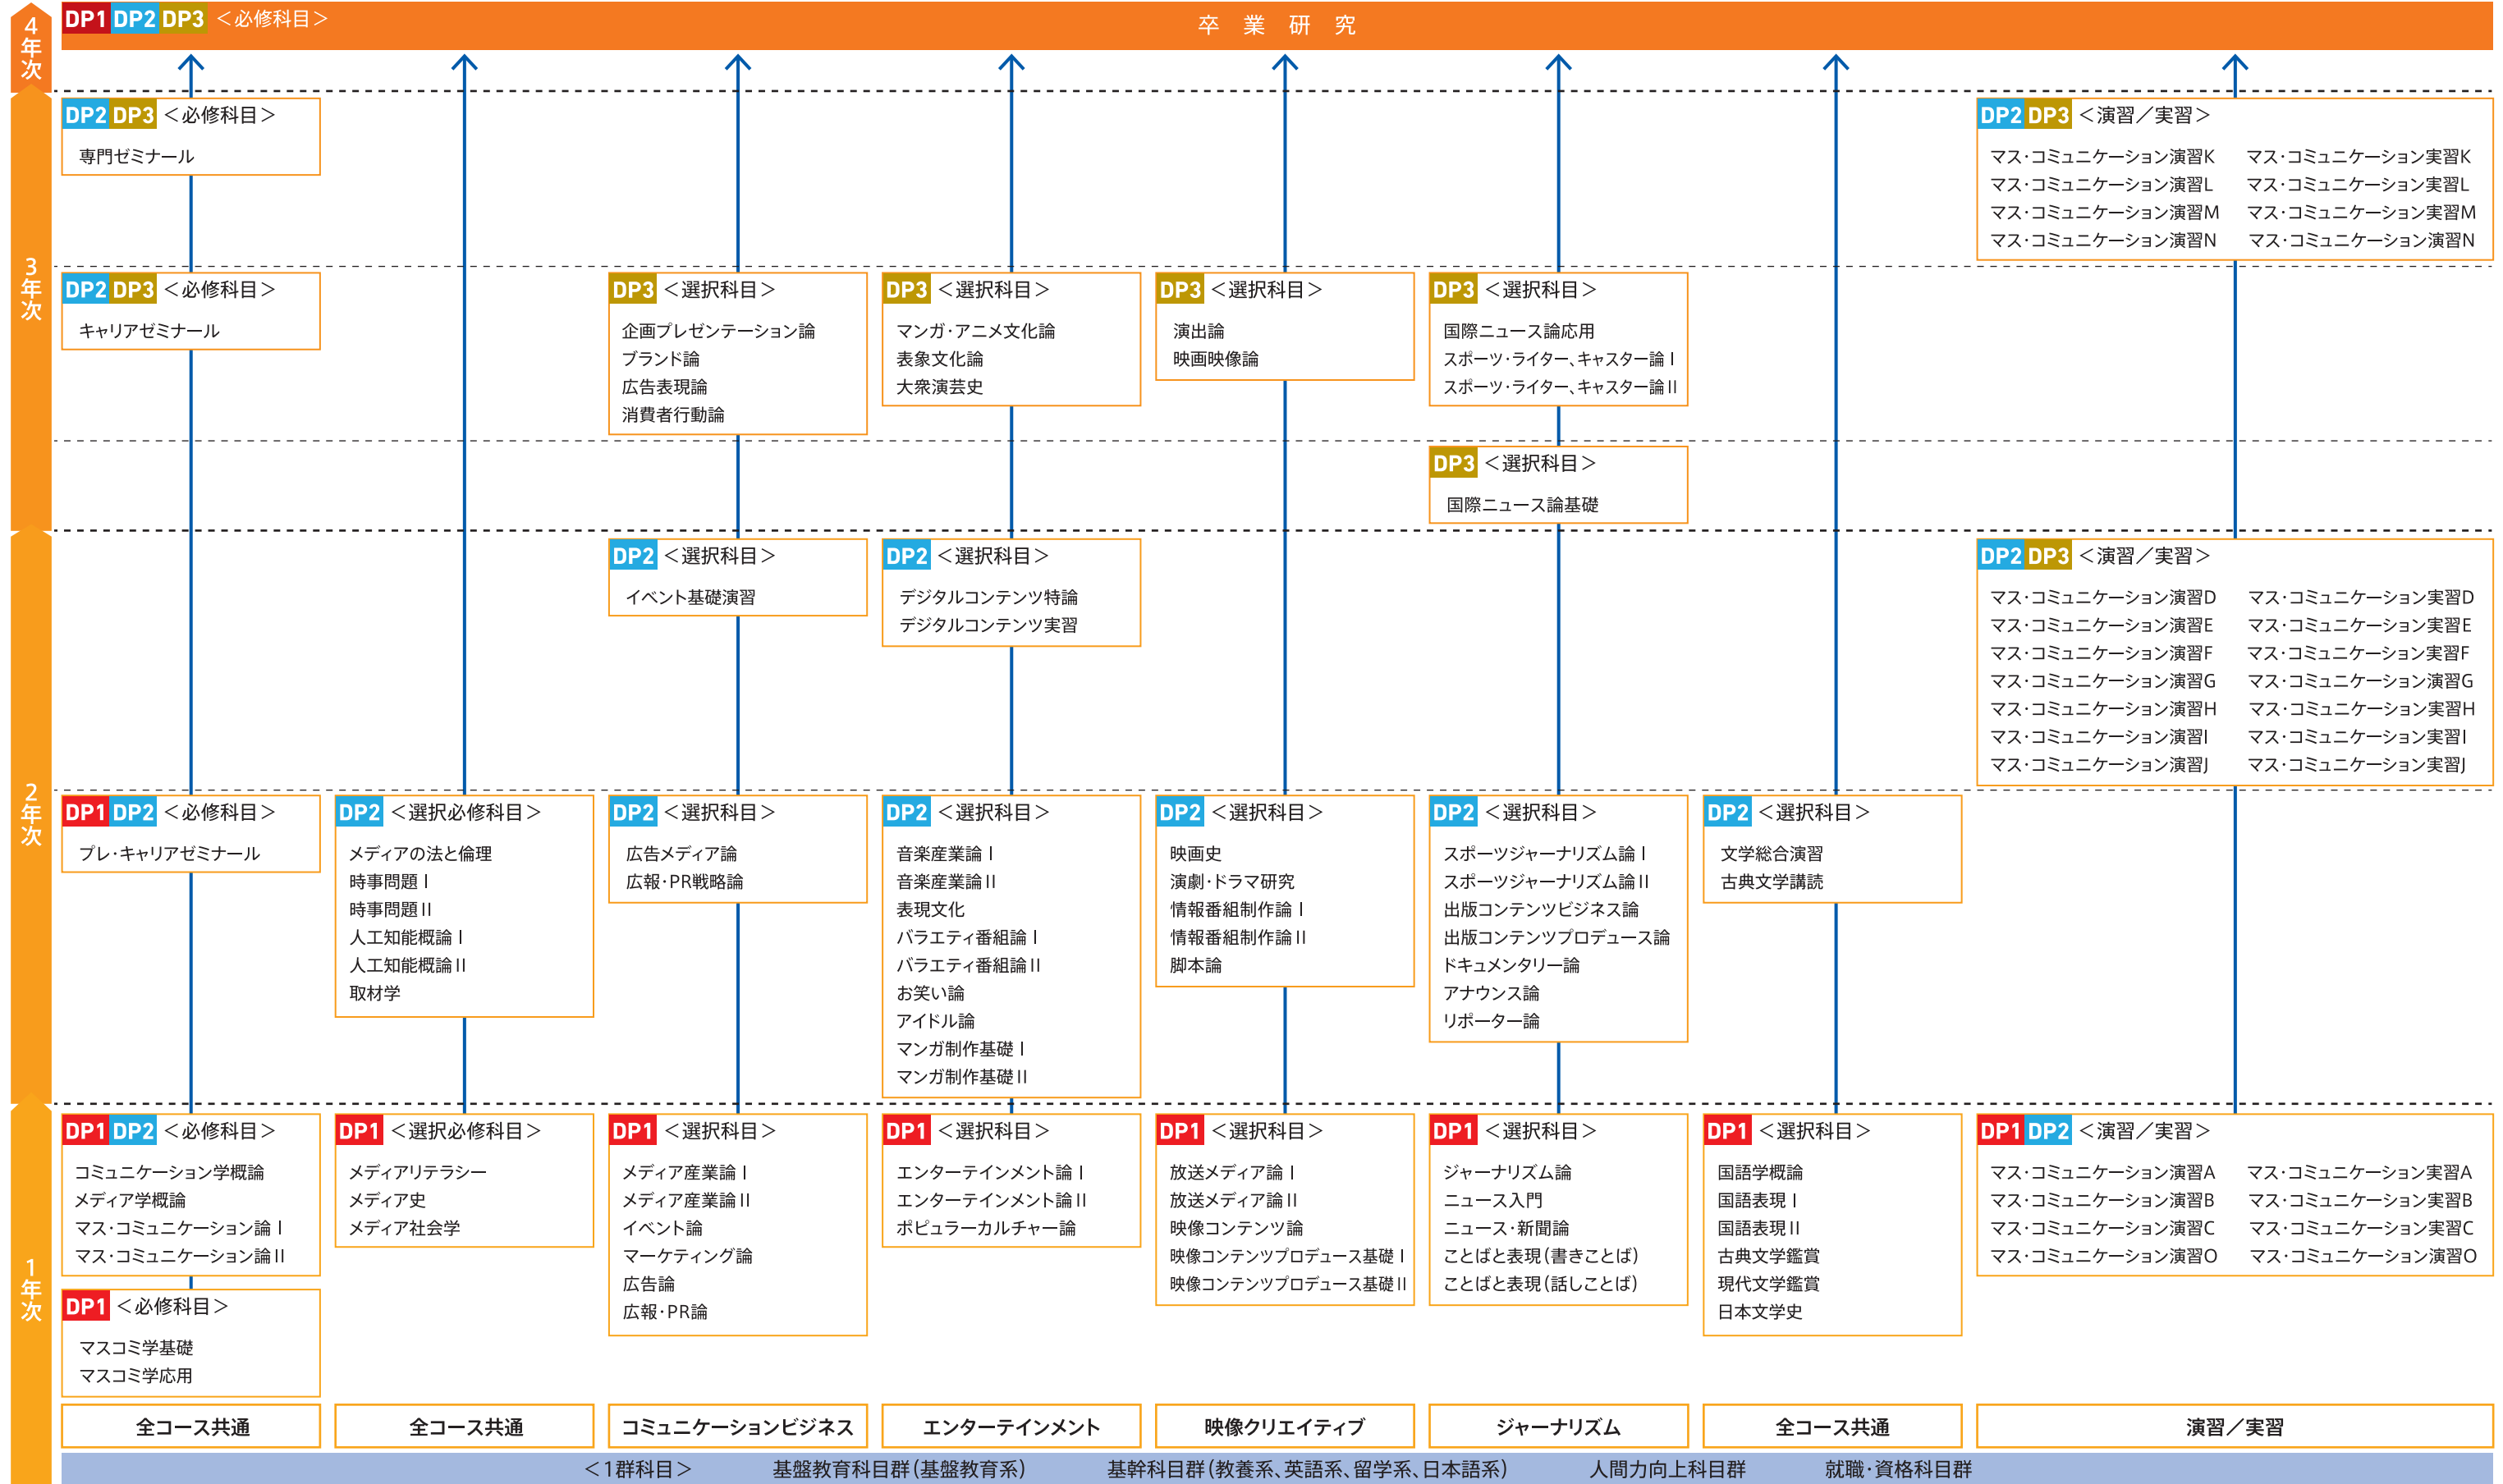 4年次
DP1 DP2 DP3 ＜必修科目＞
卒業研究
3年次
DP2 DP3 ＜必修科目＞
専門ゼミナール
DP2 DP3 ＜演習／実習＞
マス・コミュニケーション演習K マス・コミュニケーション実習K
マス・コミュニケーション演習L マス・コミュニケーション実習L
マス・コミュニケーション演習M マス・コミュニケーション実習M
マス・コミュニケーション演習N マス・コミュニケーション演習N
DP2 DP3 ＜必修科目＞
キャリアゼミナール
DP3 ＜選択科目＞
企画プレゼンテーション論
ブランド論
広告表現論
消費者行動論
DP3 ＜選択科目＞
マンガ・アニメ文化論
表象文化論
大衆演芸史
DP3 ＜選択科目＞
演出論
映画映像論
DP3 ＜選択科目＞
国際ニュース論応用
スポーツ・ライター、キャスター論Ⅰ
スポーツ・ライター、キャスター論Ⅱ
DP3 ＜選択科目＞
国際ニュース論基礎
2年次
DP2 ＜選択科目＞
イベント基礎演習
DP2 ＜選択科目＞
デジタルコンテンツ特論
デジタルコンテンツ実習
DP2 DP3 ＜演習／実習＞
マス・コミュニケーション演習D マス・コミュニケーション実習D
マス・コミュニケーション演習E マス・コミュニケーション実習E
マス・コミュニケーション演習F マス・コミュニケーション実習F
マス・コミュニケーション演習G マス・コミュニケーション演習G
マス・コミュニケーション演習H マス・コミュニケーション実習H
マス・コミュニケーション演習I マス・コミュニケーション実習I
マス・コミュニケーション演習J マス・コミュニケーション実習J
DP1 DP2 ＜必修科目＞
プレ・キャリアゼミナール
DP2 ＜選択必修科目＞
メディアの法と倫理
時事問題Ⅰ
時事問題Ⅱ
人工知能概論Ⅰ
人工知能概論Ⅱ
取材学
DP2 ＜選択科目＞
広告メディア論
広報・PR戦略論
DP2 ＜選択科目＞
音楽産業論Ⅰ
音楽産業論Ⅱ
表現文化
バラエティ番組論Ⅰ
バラエティ番組論Ⅱ
お笑い論
アイドル論
マンガ制作基礎Ⅰ
マンガ制作基礎Ⅱ
DP2 ＜選択科目＞
映画史
演劇・ドラマ研究
情報番組制作論Ⅰ
情報番組制作論Ⅱ
脚本論
DP2 ＜選択科目＞
スポーツジャーナリズム論Ⅰ
スポーツジャーナリズム論Ⅱ
出版コンテンツビジネス論
出版コンテンツプロデュース論
ドキュメンタリー論
アナウンス論
リポーター論
DP2 ＜選択科目＞
文学総合演習
古典文学講読
1年次
DP1 DP2 ＜必修科目＞
コミュニケーション学概論
メディア学概論
マス・コミュニケーション論Ⅰ
マス・コミュニケーション論Ⅱ
DP1 ＜必修科目＞
マスコミ学基礎
マスコミ学応用
DP1 ＜選択必修科目＞
メディアリテラシー
メディア史
メディア社会学
DP1 ＜選択科目＞
メディア産業論Ⅰ
メディア産業論Ⅱ
イベント論
マーケティング論
広告論
広報・PR論
DP1 ＜選択科目＞
エンターテインメント論Ⅰ
エンターテインメント論Ⅱ
ポピュラーカルチャー論
DP1 ＜選択科目＞
放送メディア論Ⅰ
放送メディア論Ⅱ
映像コンテンツ論
映像コンテンツプロデュース基礎Ⅰ
映像コンテンツプロデュース基礎Ⅱ
DP1 ＜選択科目＞
ジャーナリズム論
ニュース入門
ニュース・新聞論
ことばと表現（書きことば）
ことばと表現（話しことば）
DP1 ＜選択科目＞
国語学概論
国語表現Ⅰ
国語表現Ⅱ
古典文学鑑賞
現代文学鑑賞
日本文学史
DP1 DP2 ＜演習／実習＞
マス・コミュニケーション演習A マス・コミュニケーション実習A
マス・コミュニケーション演習B マス・コミュニケーション実習B
マス・コミュニケーション演習C マス・コミュニケーション実習C
マス・コミュニケーション演習O マス・コミュニケーション演習O
全コース共通
全コース共通
コミュニケーションビジネス
エンターテインメント
映像クリエイティブ
ジャーナリズム
全コース共通
演習／実習
＜1群科目＞ 基盤教育科目群（基盤教育系） 基幹科目群（教養系、英語系、留学系、日本語系） 人間力向上科目群 就職・資格科目群